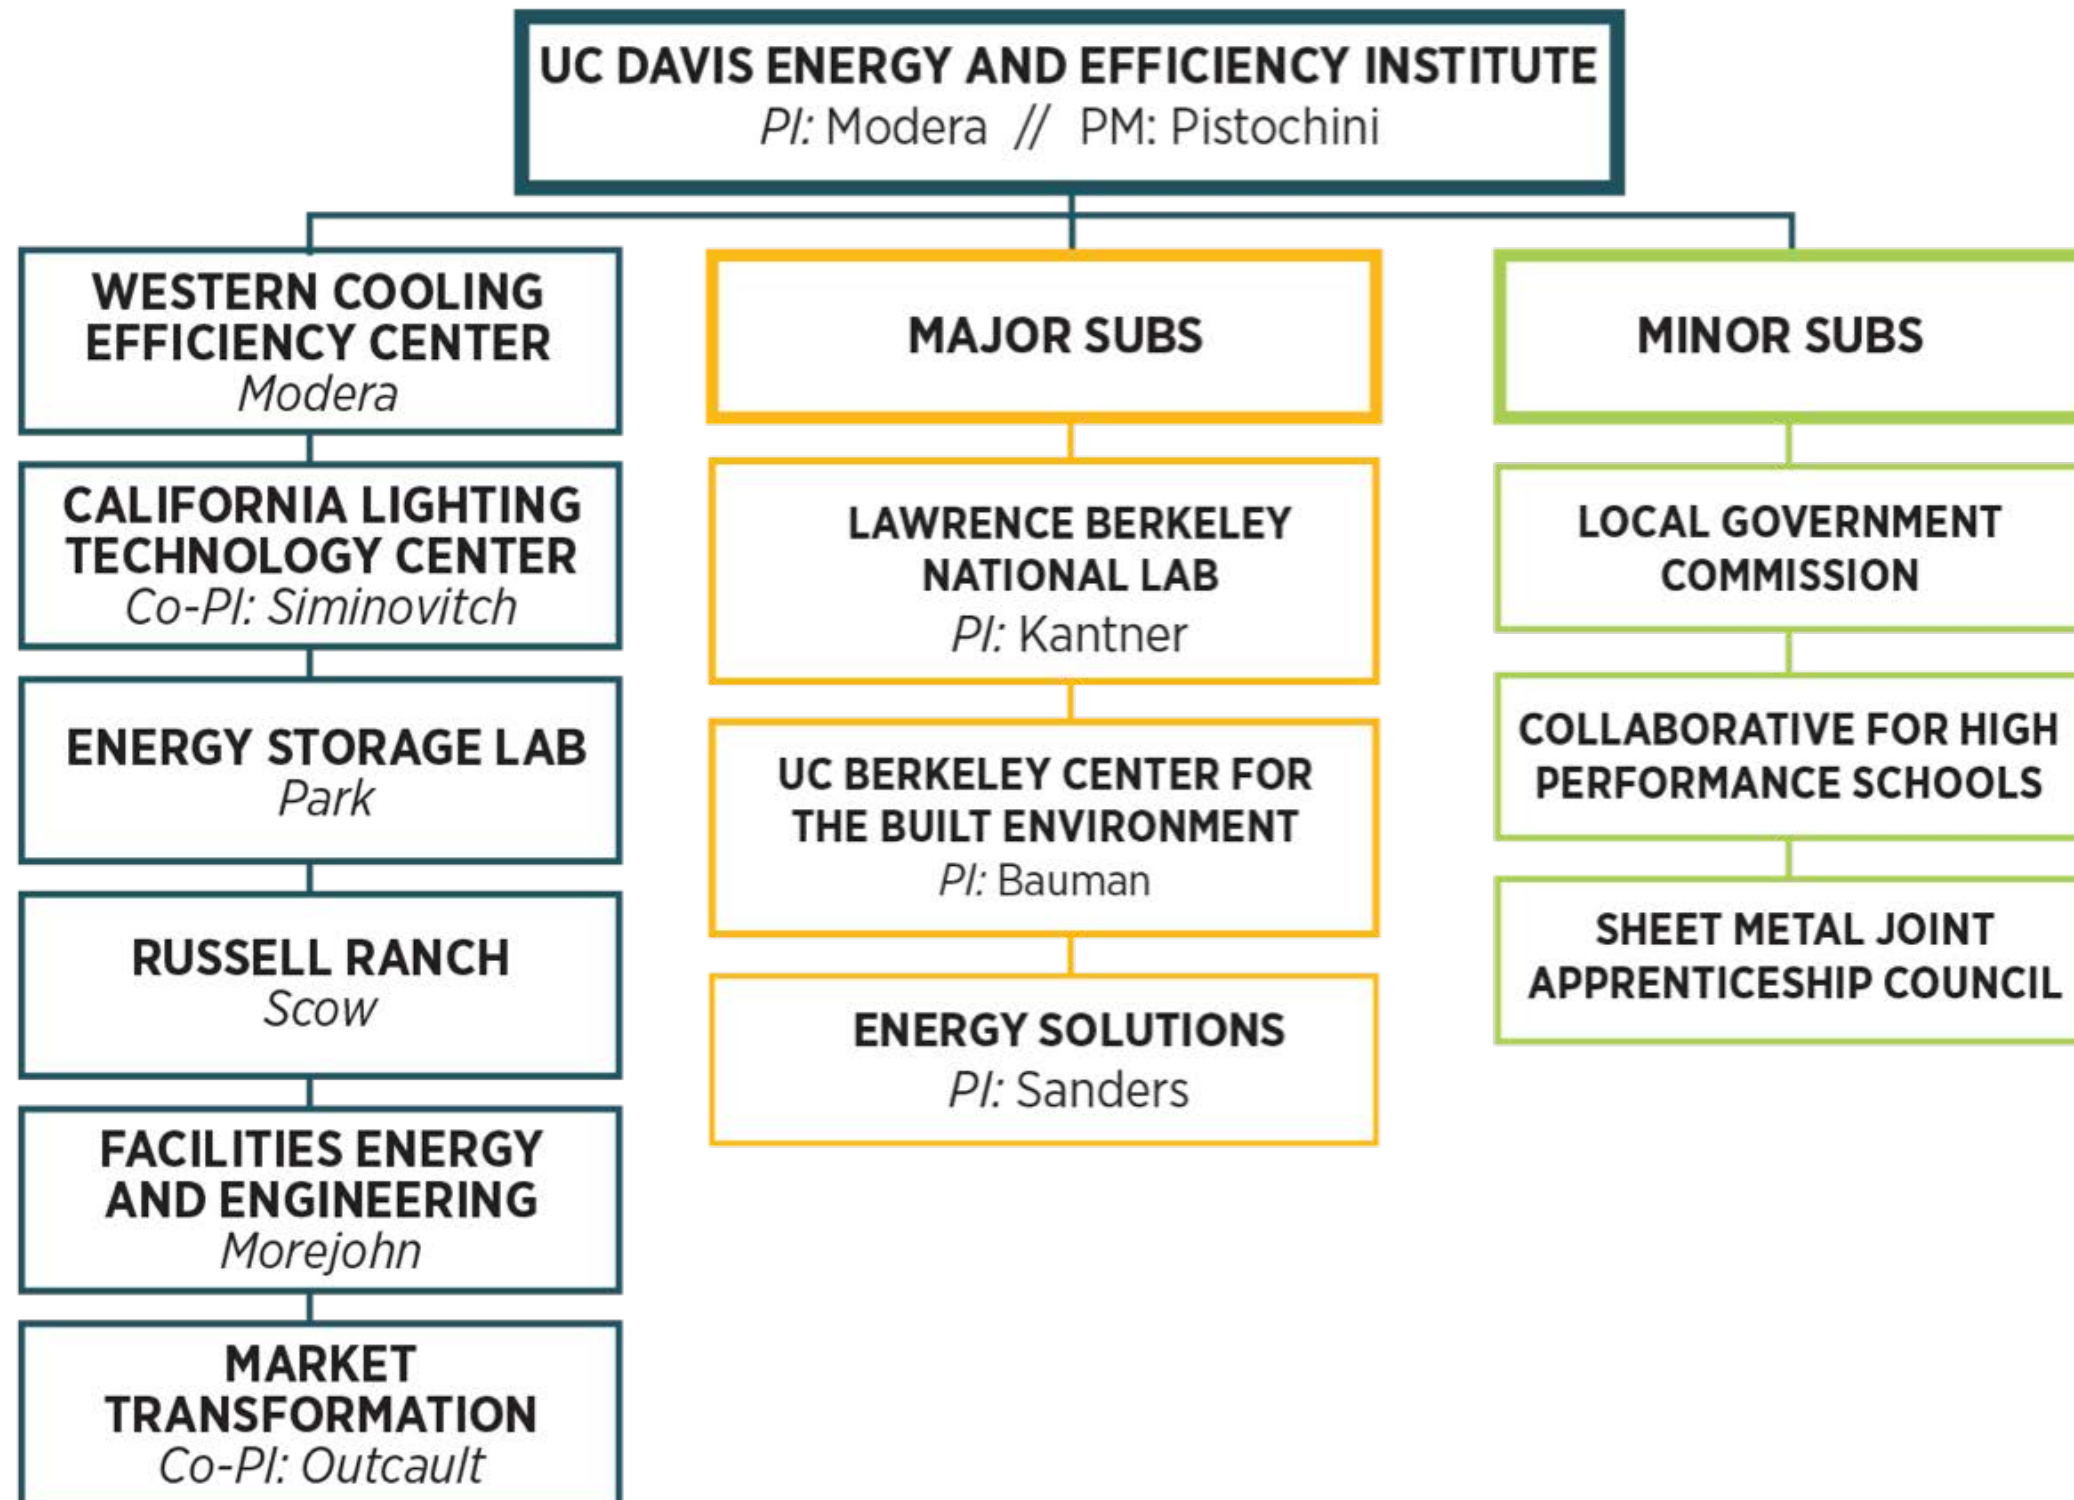 UC DAVIS ENERGY AND EFFICIENCY INSTITUTE
PI: Modera // PM: Pistochini
WESTERN COOLING
EFFICIENCY CENTER
Modera
CALIFORNIA LIGHTING
TECHNOLOGY CENTER
Co-PI: Siminovitch
ENERGY STORAGE LAB
Park
RUSSELL RANCH
Scow
FACILITIES ENERGY
AND ENGINEERING
Morejohn
MARKET
TRANSFORMATION
Co-PI: Outcault
MAJOR SUBS
LAWRENCE BERKELEY
NATIONAL LAB
PI: Kantner
UC BERKELEY CENTER FOR
THE BUILT ENVIRONMENT
PI: Bauman
ENERGY SOLUTIONS
PI: Sanders
MINOR SUBS
LOCAL GOVERNMENT
COMMISSION
COLLABORATIVE FOR HIGH
PERFORMANCE SCHOOLS
SHEET METAL JOINT
APPRENTICESHIP COUNCIL